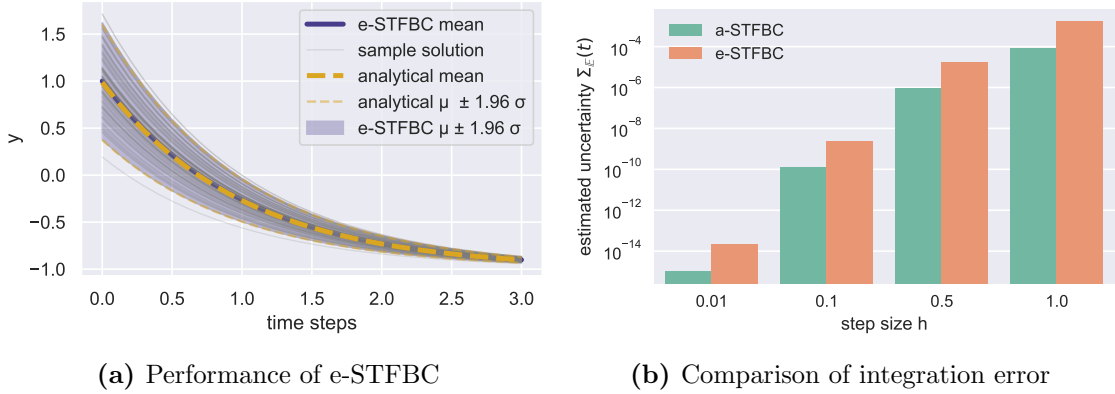 1.5
1.0
0.5
0.0
−0.5
−1.0
y
0.0 0.5 1.0 1.5 2.0 2.5 3.0
time steps
e-STFBC mean
sample solution
analytical mean
analytical μ ± 1.96 σ
e-STFBC μ ± 1.96 σ
(a) Performance of e-STFBC
estimated uncertainty Σ_𝔼(t)
10⁻⁴
10⁻⁶
10⁻⁸
10⁻¹⁰
10⁻¹²
10⁻¹⁴
a-STFBC
e-STFBC
0.01 0.1 0.5 1.0
step size h
(b) Comparison of integration error